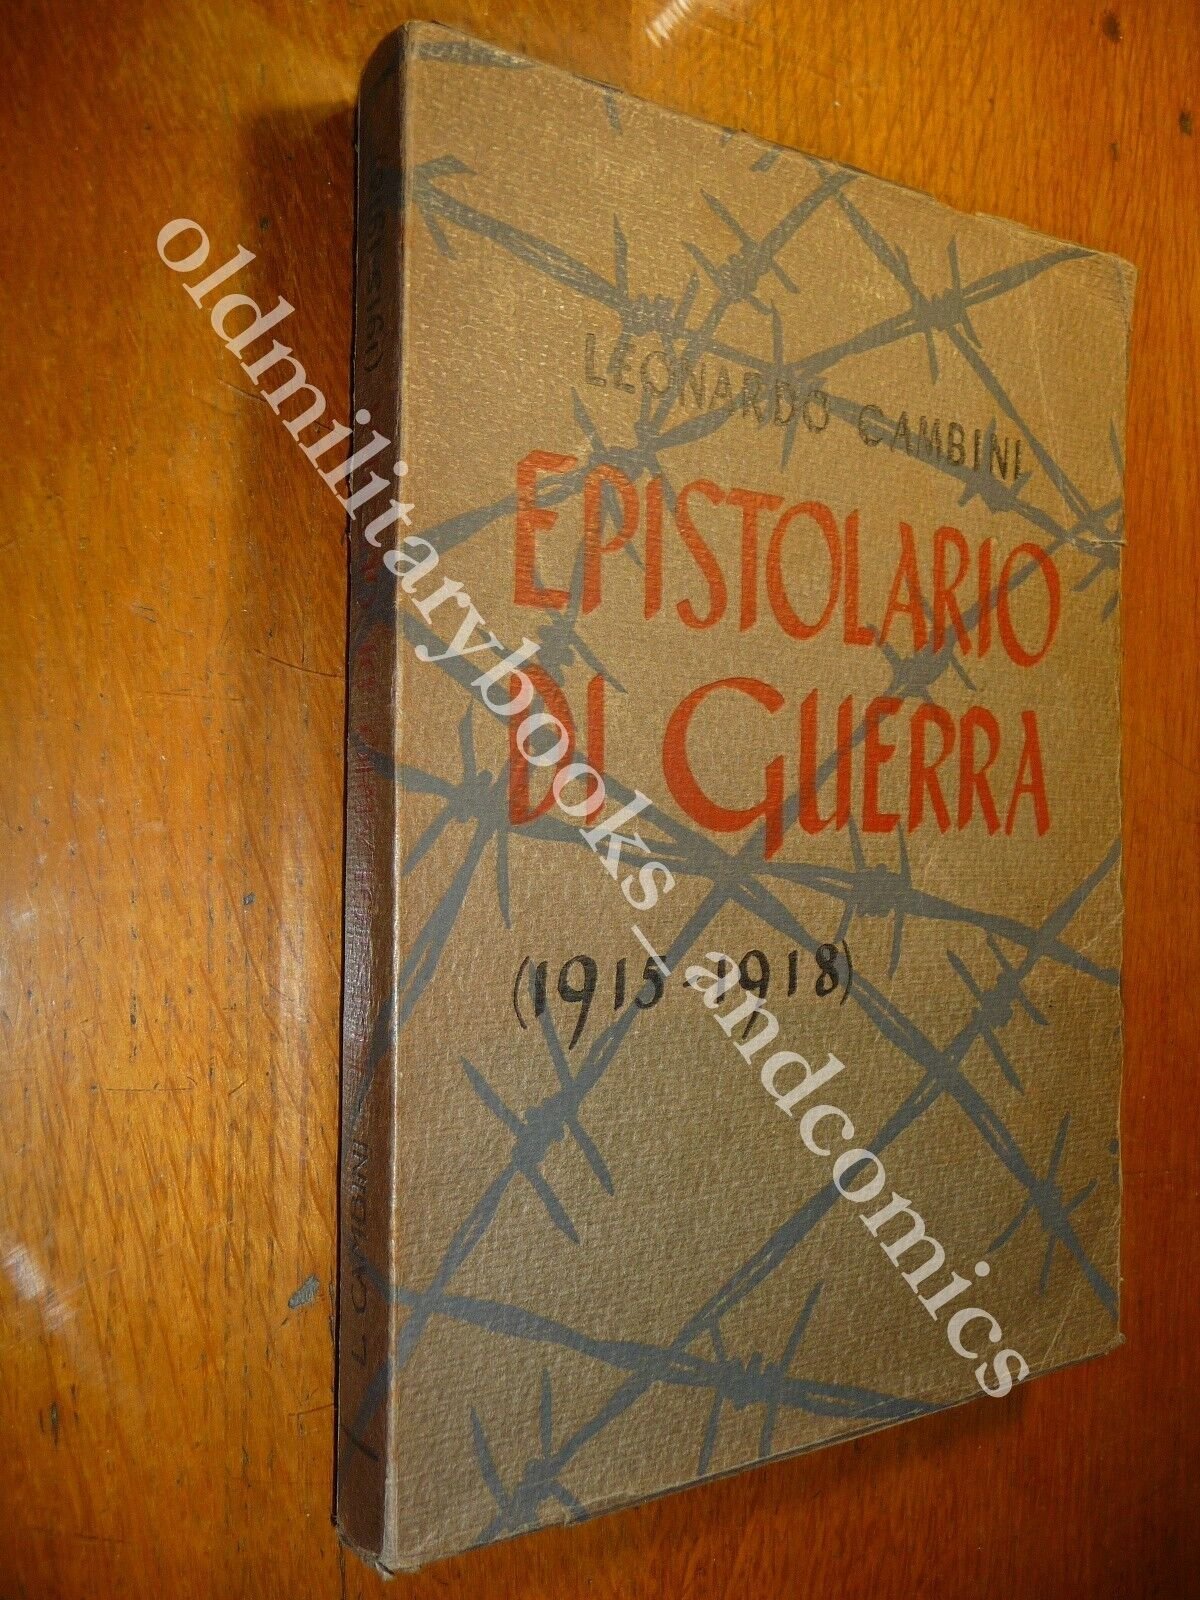 LEONARDO CAMBINI
EPISTOLARIO
DI GUERRA
(1915-1918)
L. CAMBINI
oldmilitarybooks_andcomics